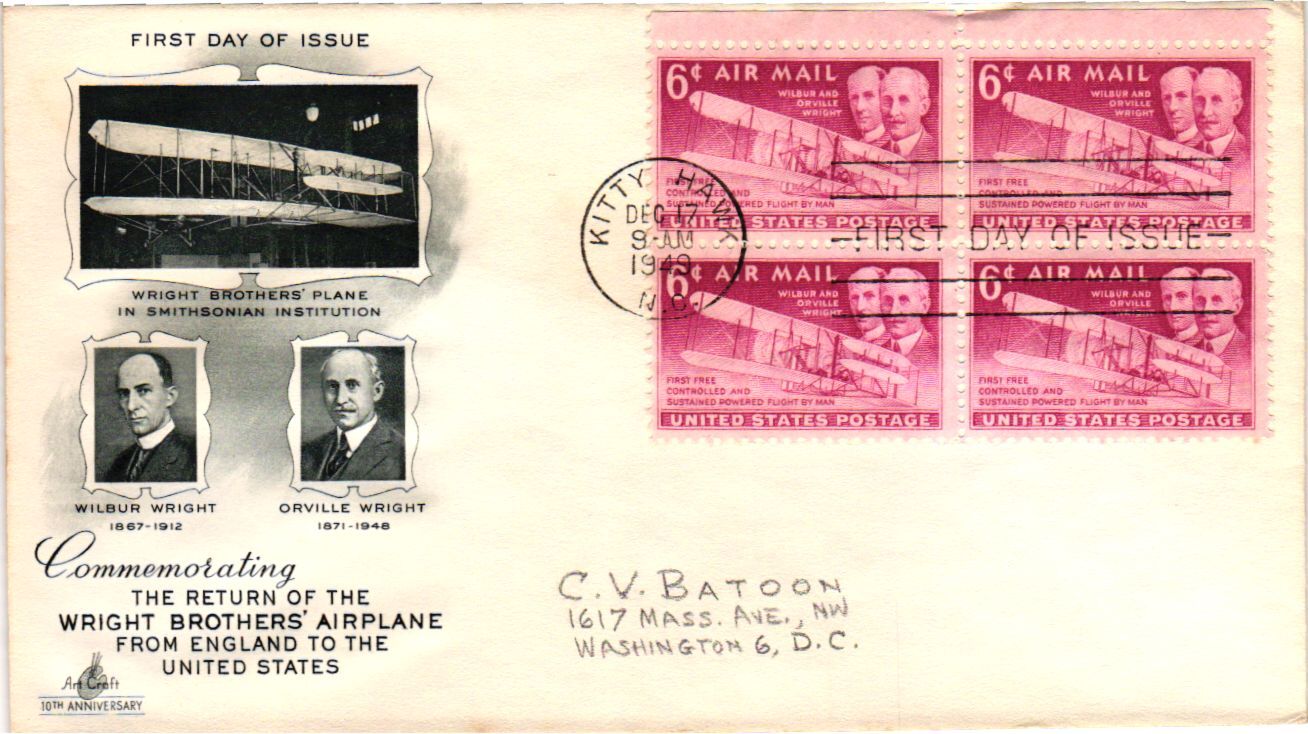 FIRST DAY OF ISSUE
WRIGHT BROTHERS' PLANE
IN SMITHSONIAN INSTITUTION
WILBUR WRIGHT
1867-1912
ORVILLE WRIGHT
1871-1948
Commemorating
THE RETURN OF THE
WRIGHT BROTHERS' AIRPLANE
FROM ENGLAND TO THE
UNITED STATES
Art Craft
10TH ANNIVERSARY
6¢ AIR MAIL
WILBUR AND
ORVILLE
WRIGHT
FIRST FREE
CONTROLLED AND
SUSTAINED POWERED FLIGHT BY MAN
UNITED STATES POSTAGE
6¢ AIR MAIL
WILBUR AND
ORVILLE
WRIGHT
FIRST FREE
CONTROLLED AND
SUSTAINED POWERED FLIGHT BY MAN
UNITED STATES POSTAGE
KITTY HAWK
DEC 17
9-AM
1949
N.C.
FIRST DAY OF ISSUE
6¢ AIR MAIL
WILBUR AND
ORVILLE
WRIGHT
FIRST FREE
CONTROLLED AND
SUSTAINED POWERED FLIGHT BY MAN
UNITED STATES POSTAGE
6¢ AIR MAIL
WILBUR AND
ORVILLE
WRIGHT
FIRST FREE
CONTROLLED AND
SUSTAINED POWERED FLIGHT BY MAN
UNITED STATES POSTAGE
C. V. BATOON
1617 MASS. AVE., NW
WASHINGTON 6, D.C.